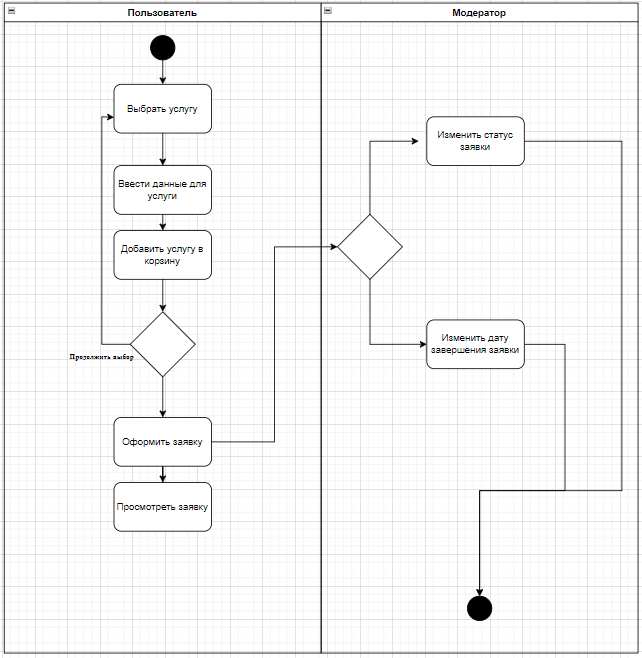 Пользователь
Модератор
Выбрать услугу
Ввести данные для
услуги
Добавить услугу в
корзину
Продолжить выбор
Оформить заявку
Просмотреть заявку
Изменить статус
заявки
Изменить дату
завершения заявки